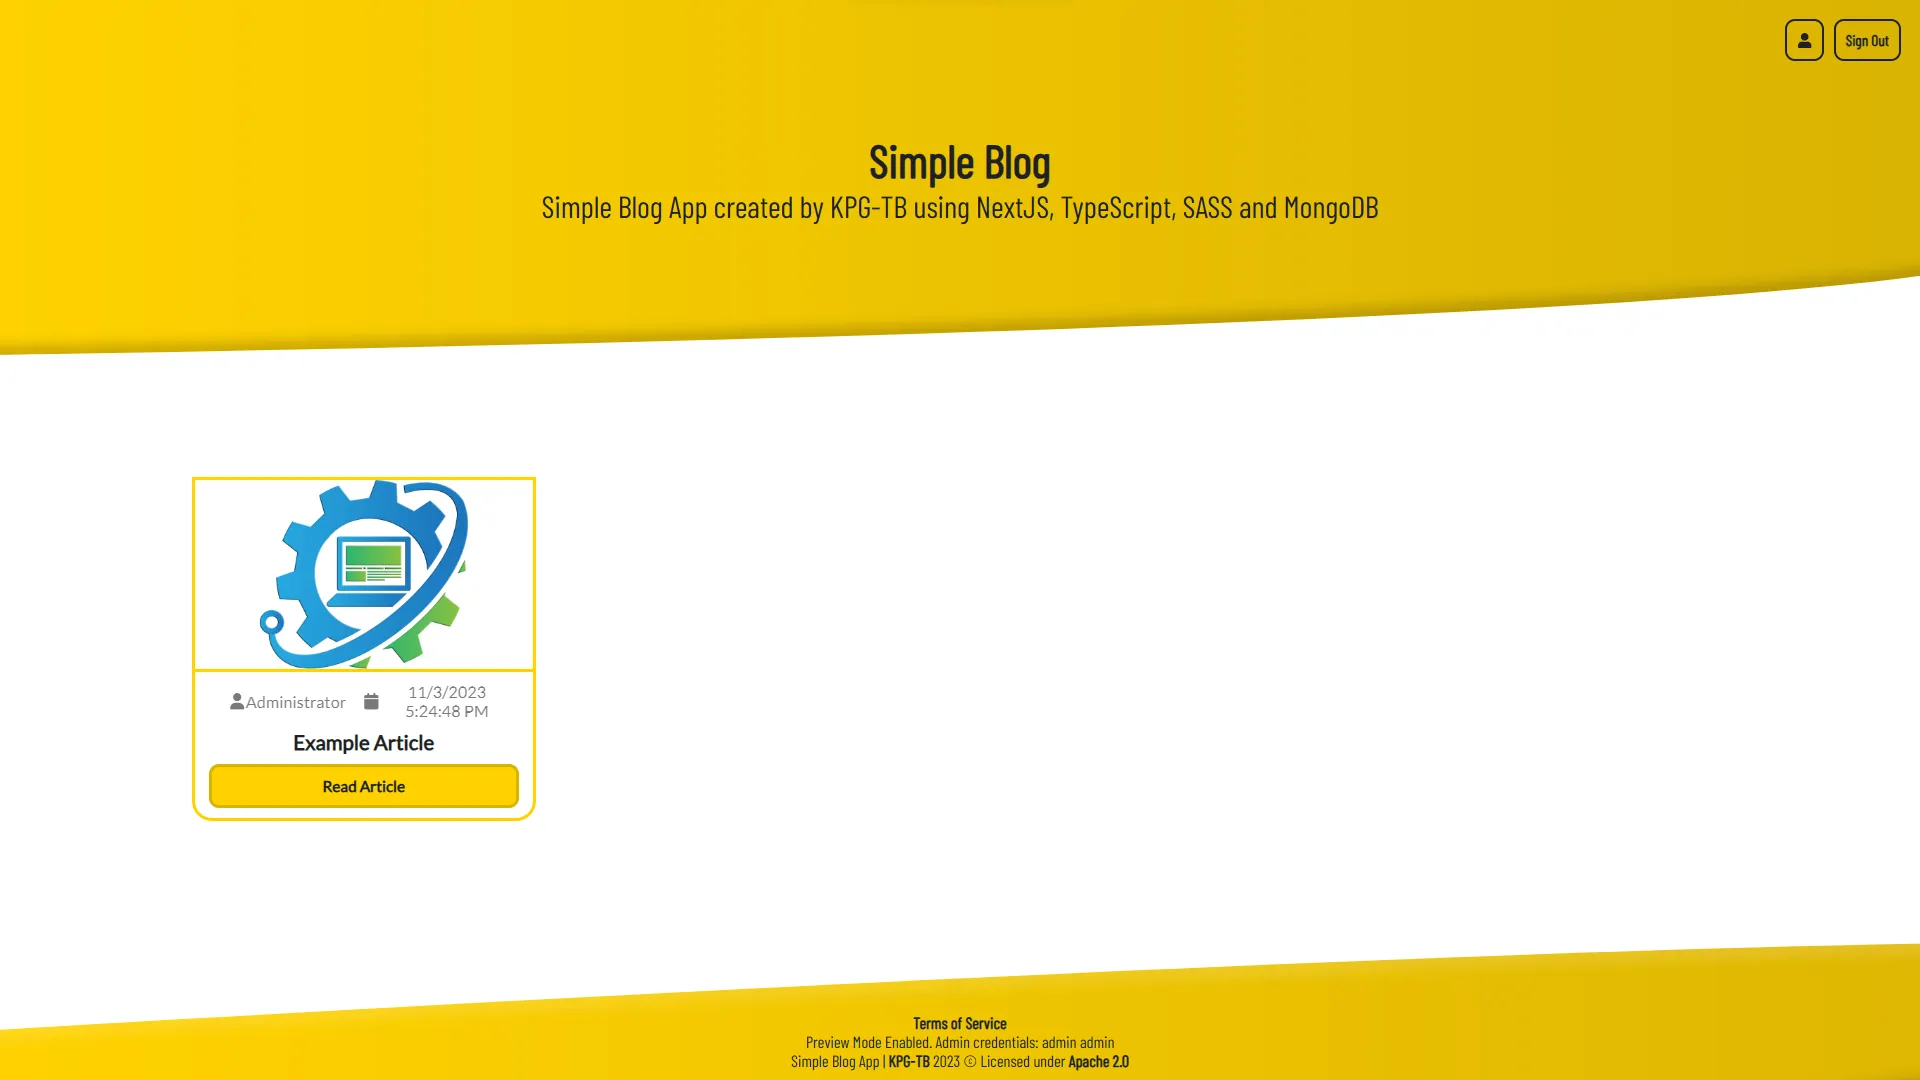 Sign Out
Simple Blog
Simple Blog App created by KPG-TB using NextJS, TypeScript, SASS and MongoDB
Administrator
11/3/2023
5:24:48 PM
Example Article
Read Article
Terms of Service
Preview Mode Enabled. Admin credentials: admin admin
Simple Blog App | KPG-TB 2023 © Licensed under Apache 2.0